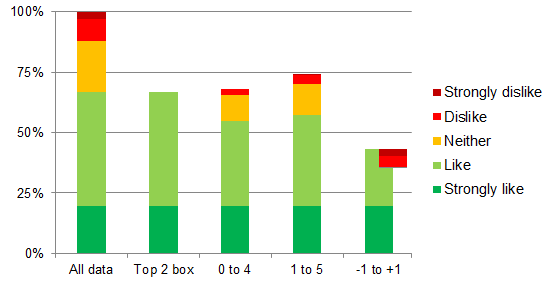 100%
75%
50%
25%
0%
All data
Top 2 box
0 to 4
1 to 5
-1 to +1
Strongly dislike
Dislike
Neither
Like
Strongly like